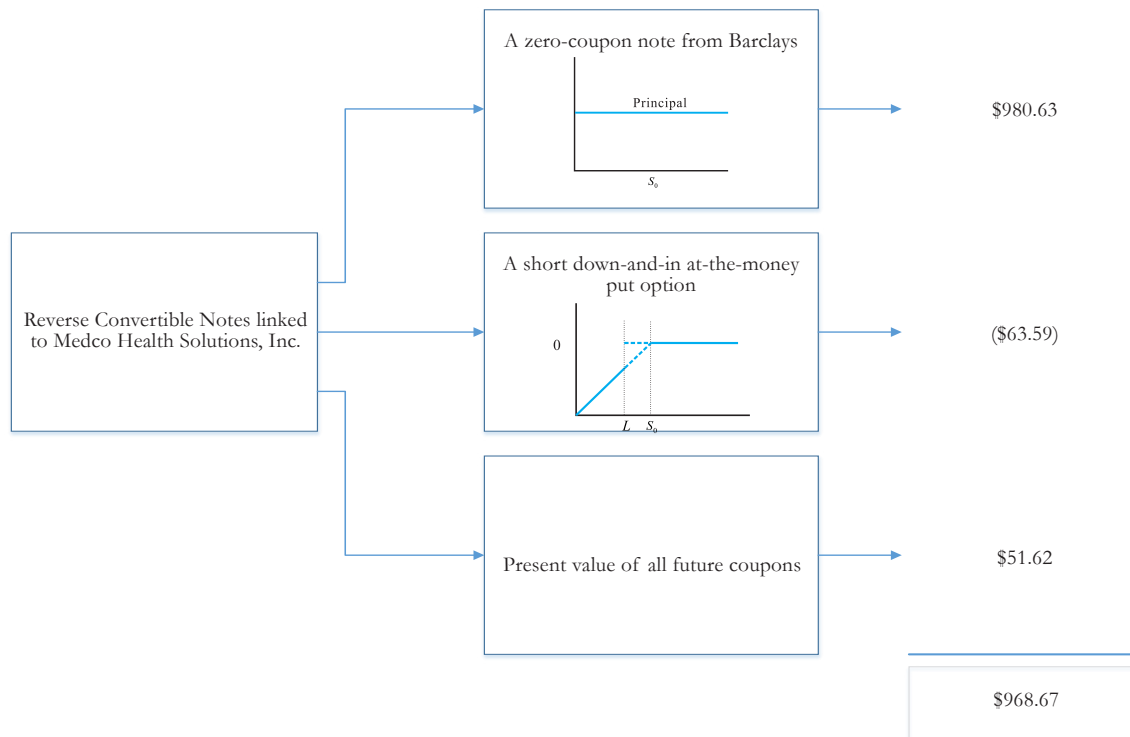 A zero-coupon note from Barclays
Principal
S₀
$980.63
Reverse Convertible Notes linked
to Medco Health Solutions, Inc.
A short down-and-in at-the-money
put option
0
L S₀
($63.59)
Present value of all future coupons
$51.62
$968.67